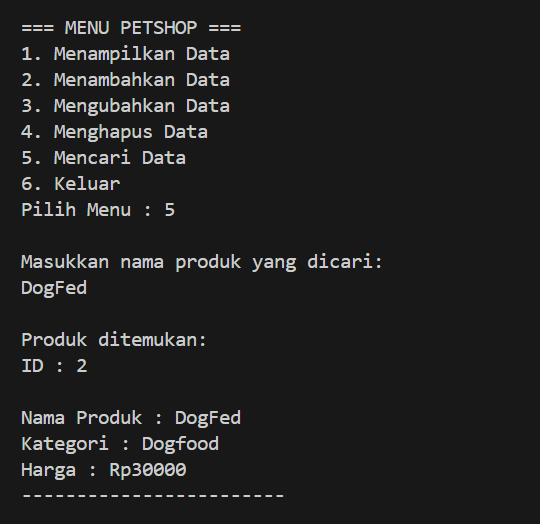 === MENU PETSHOP ===
1. Menampilkan Data
2. Menambahkan Data
3. Mengubahkan Data
4. Menghapus Data
5. Mencari Data
6. Keluar
Pilih Menu : 5
Masukkan nama produk yang dicari:
DogFed
Produk ditemukan:
ID : 2
Nama Produk : DogFed
Kategori : Dogfood
Harga : Rp30000
------------------------